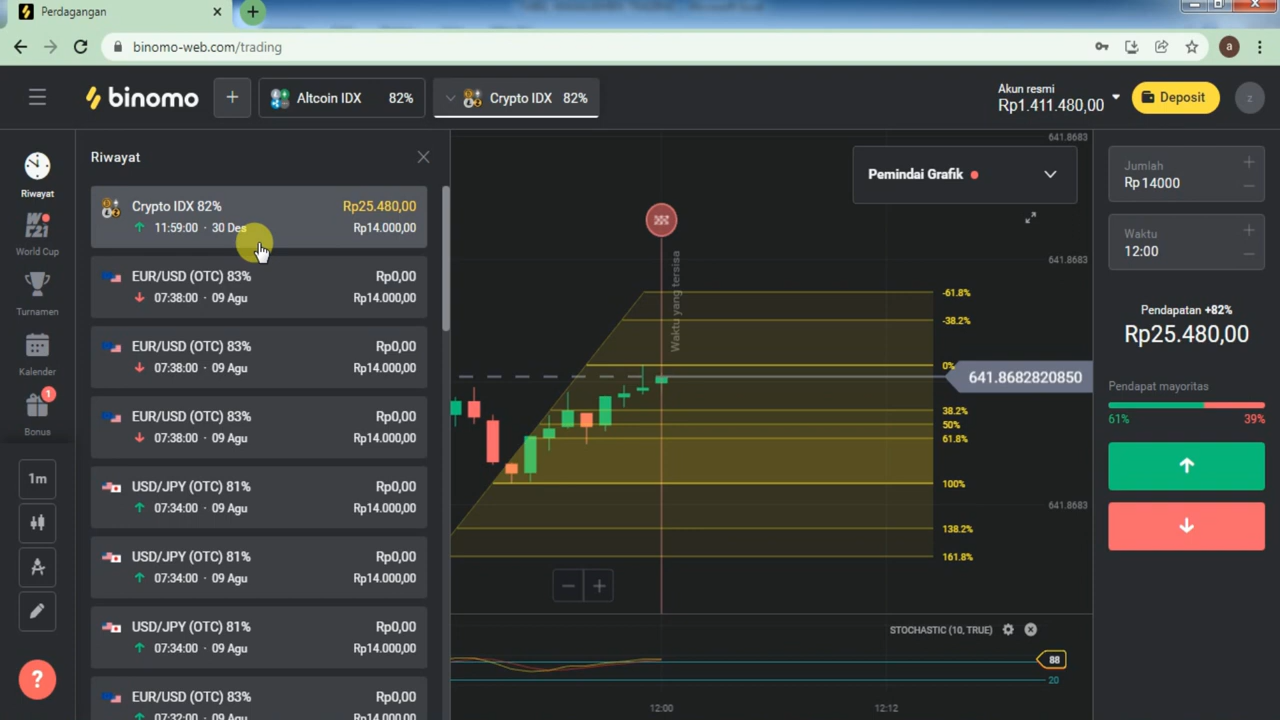 Perdagangan
binomo-web.com/trading
a
binomo
Altcoin IDX 82%
Crypto IDX 82%
Akun resmi
Rp1.411.480,00
Deposit
z
Riwayat
World Cup
Turnamen
Kalender
1
Bonus
1m
?
Riwayat
Crypto IDX 82% Rp25.480,00
11:59:00 · 30 Des Rp14.000,00
EUR/USD (OTC) 83% Rp0,00
07:38:00 · 09 Agu Rp14.000,00
EUR/USD (OTC) 83% Rp0,00
07:38:00 · 09 Agu Rp14.000,00
EUR/USD (OTC) 83% Rp0,00
07:38:00 · 09 Agu Rp14.000,00
USD/JPY (OTC) 81% Rp0,00
07:34:00 · 09 Agu Rp14.000,00
USD/JPY (OTC) 81% Rp0,00
07:34:00 · 09 Agu Rp14.000,00
USD/JPY (OTC) 81% Rp0,00
07:34:00 · 09 Agu Rp14.000,00
EUR/USD (OTC) 83% Rp0,00
07:32:00 · 09 Agu Rp14.000,00
Pemindai Grafik
Waktu yang tersisa
641.8683
641.8683
641.8683
-61.8%
-38.2%
0%
641.8682820850
38.2%
50%
61.8%
100%
138.2%
161.8%
STOCHASTIC (10, TRUE)
88
20
12:00
12:12
Jumlah
Rp 14000
Waktu
12:00
Pendapatan +82%
Rp25.480,00
Pendapat mayoritas
61% 39%